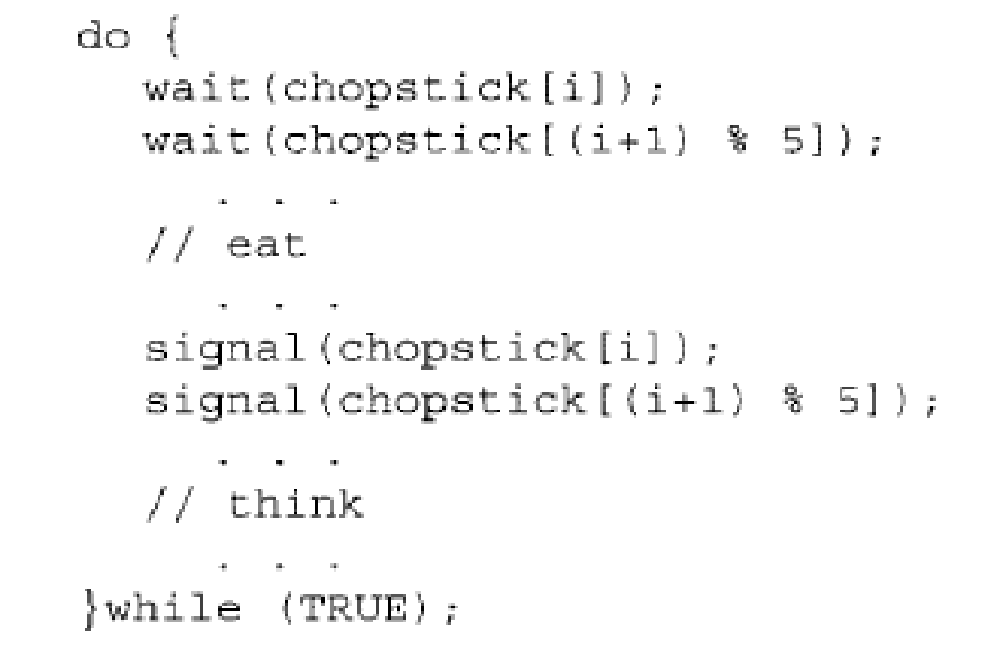 do {
wait(chopstick[i]);
wait(chopstick[(i+1) % 5]);
. . .
// eat
. . .
signal(chopstick[i]);
signal(chopstick[(i+1) % 5]);
. . .
// think
. . .
}while (TRUE);